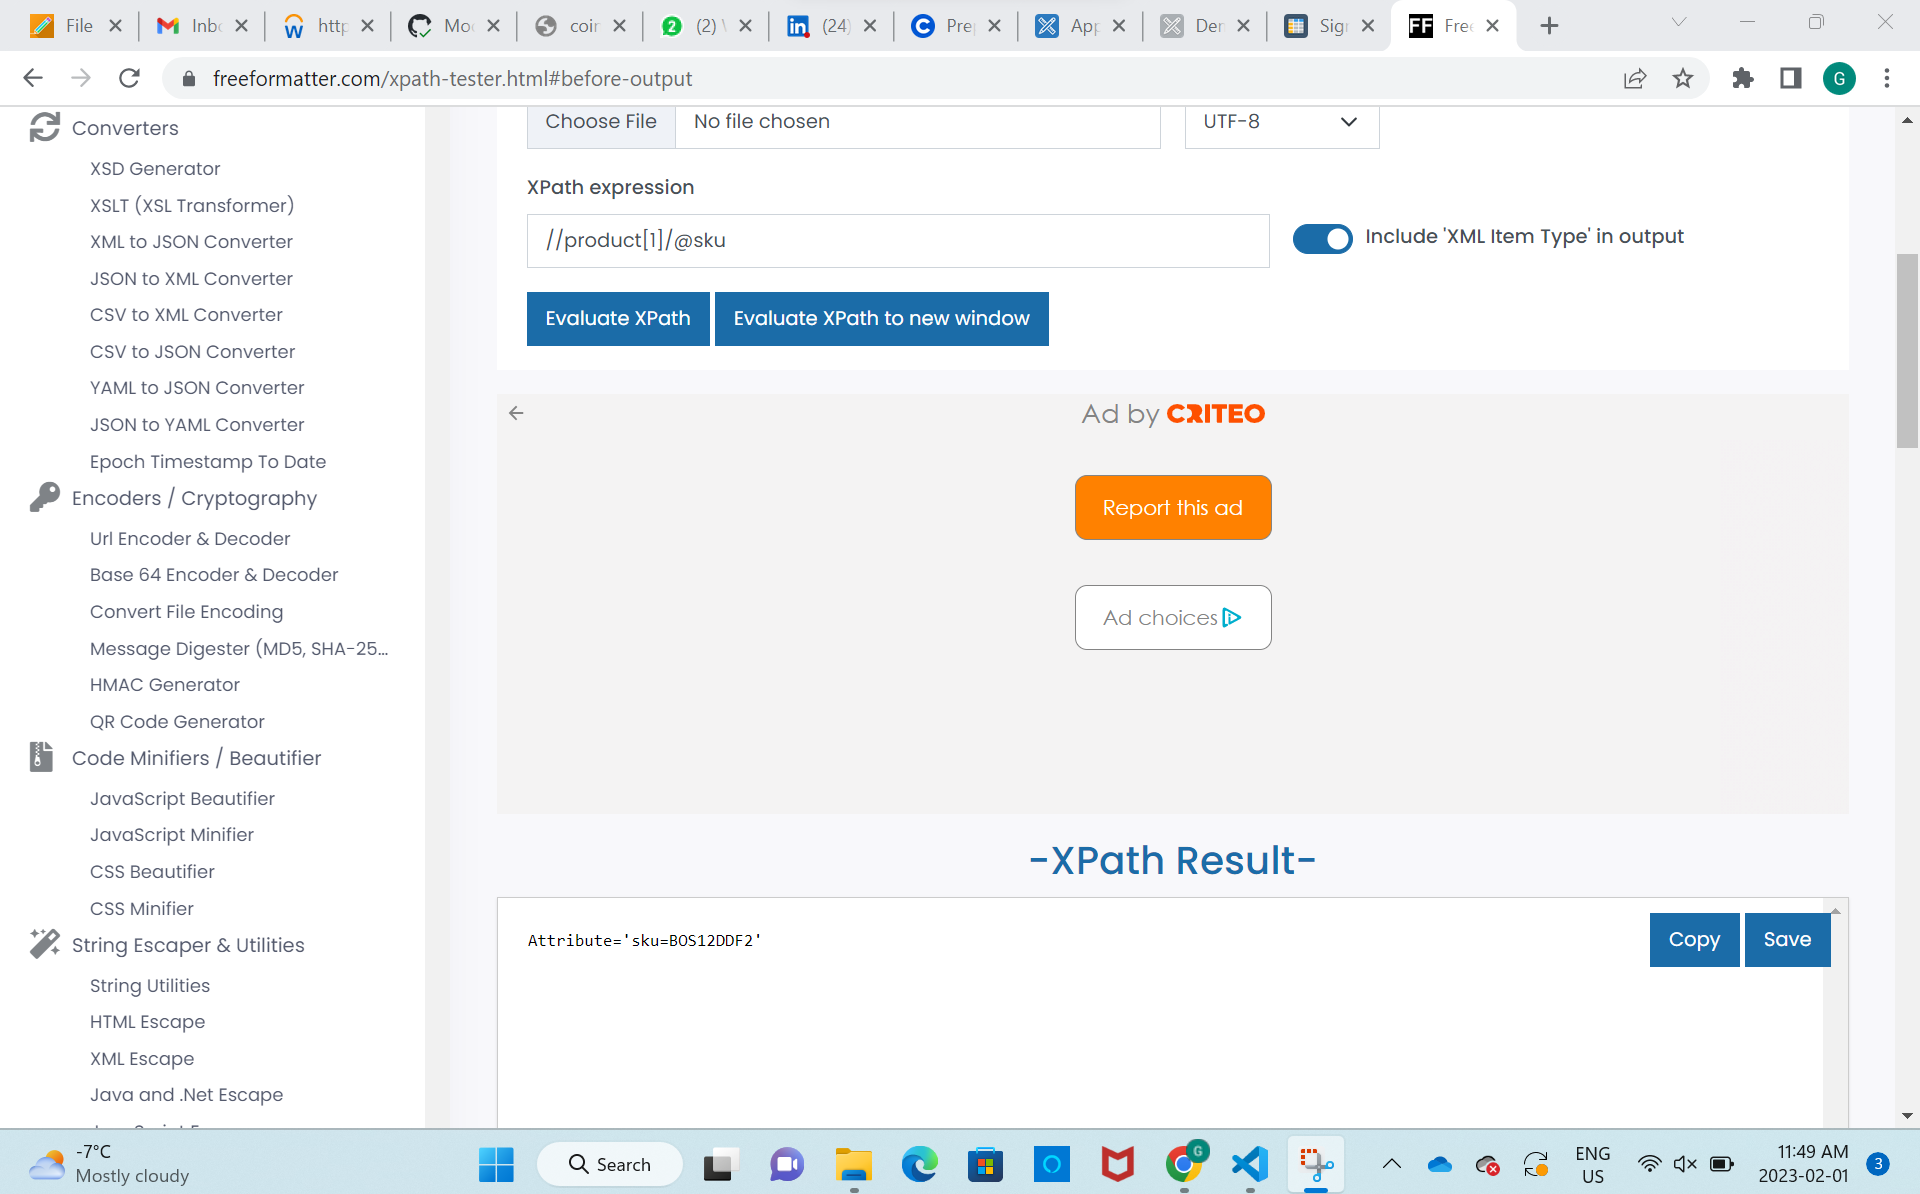 File
Inbo
http
Moc
coin
(2) \
(24)
Pre
App
Den
Sign
Free
freeformatter.com/xpath-tester.html#before-output
G
Converters
XSD Generator
XSLT (XSL Transformer)
XML to JSON Converter
JSON to XML Converter
CSV to XML Converter
CSV to JSON Converter
YAML to JSON Converter
JSON to YAML Converter
Epoch Timestamp To Date
Encoders / Cryptography
Url Encoder & Decoder
Base 64 Encoder & Decoder
Convert File Encoding
Message Digester (MD5, SHA-25...
HMAC Generator
QR Code Generator
Code Minifiers / Beautifier
JavaScript Beautifier
JavaScript Minifier
CSS Beautifier
CSS Minifier
String Escaper & Utilities
String Utilities
HTML Escape
XML Escape
Java and .Net Escape
Choose File No file chosen
UTF-8
XPath expression
//product[1]/@sku
Include 'XML Item Type' in output
Evaluate XPath
Evaluate XPath to new window
Ad by CRITEO
Report this ad
Ad choices
-XPath Result-
Attribute='sku=BOS12DDF2'
Copy
Save
-7°C
Mostly cloudy
Search
G
ENG
US
11:49 AM
2023-02-01
3